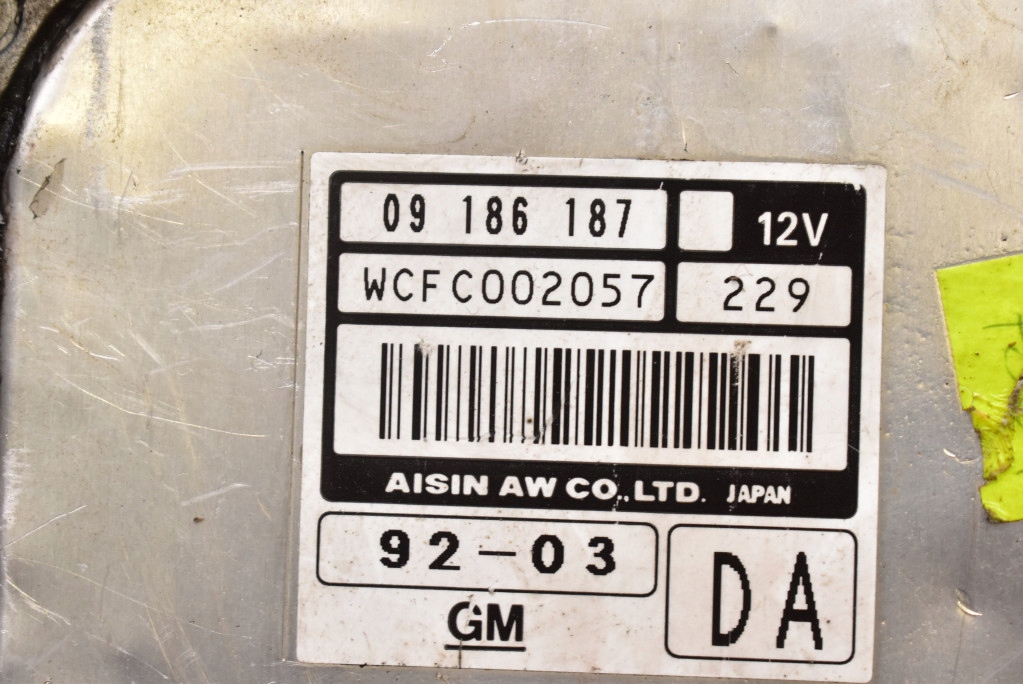 09 186 187
12V
WCFC002057
229
AISIN AW CO.,LTD. JAPAN
92-03
DA
GM